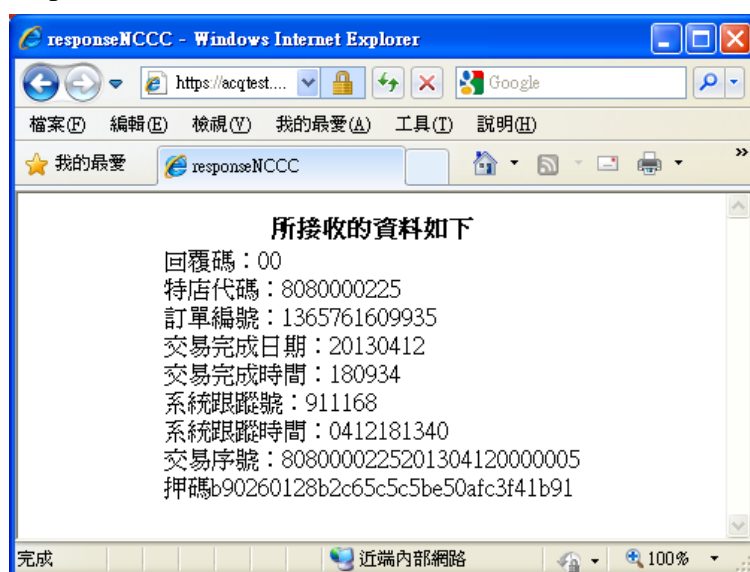 responseNCCC - Windows Internet Explorer
https://acqtest....
Google
檔案(F) 編輯(E) 檢視(V) 我的最愛(A) 工具(T) 說明(H)
我的最愛
responseNCCC
所接收的資料如下
回覆碼：00
特店代碼：8080000225
訂單編號：1365761609935
交易完成日期：20130412
交易完成時間：180934
系統跟蹤號：911168
系統跟蹤時間：0412181340
交易序號：808000022520130412​0000005
押碼b90260128b2c65c5c5be50afc3f41b91
完成
近端內部網路
100%